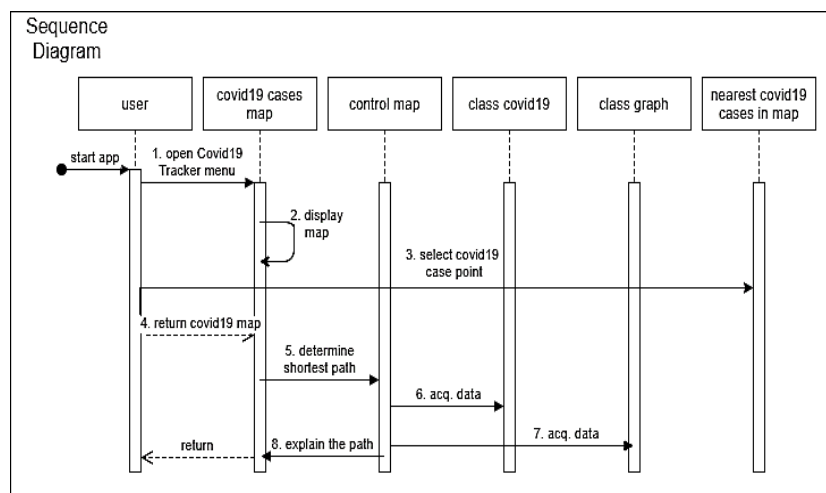 Sequence
Diagram
user
covid19 cases
map
control map
class covid19
class graph
nearest covid19
cases in map
start app
1. open Covid19
Tracker menu
2. display
map
3. select covid19
case point
4. return covid19 map
5. determine
shortest path
6. acq. data
7. acq. data
8. explain the path
return